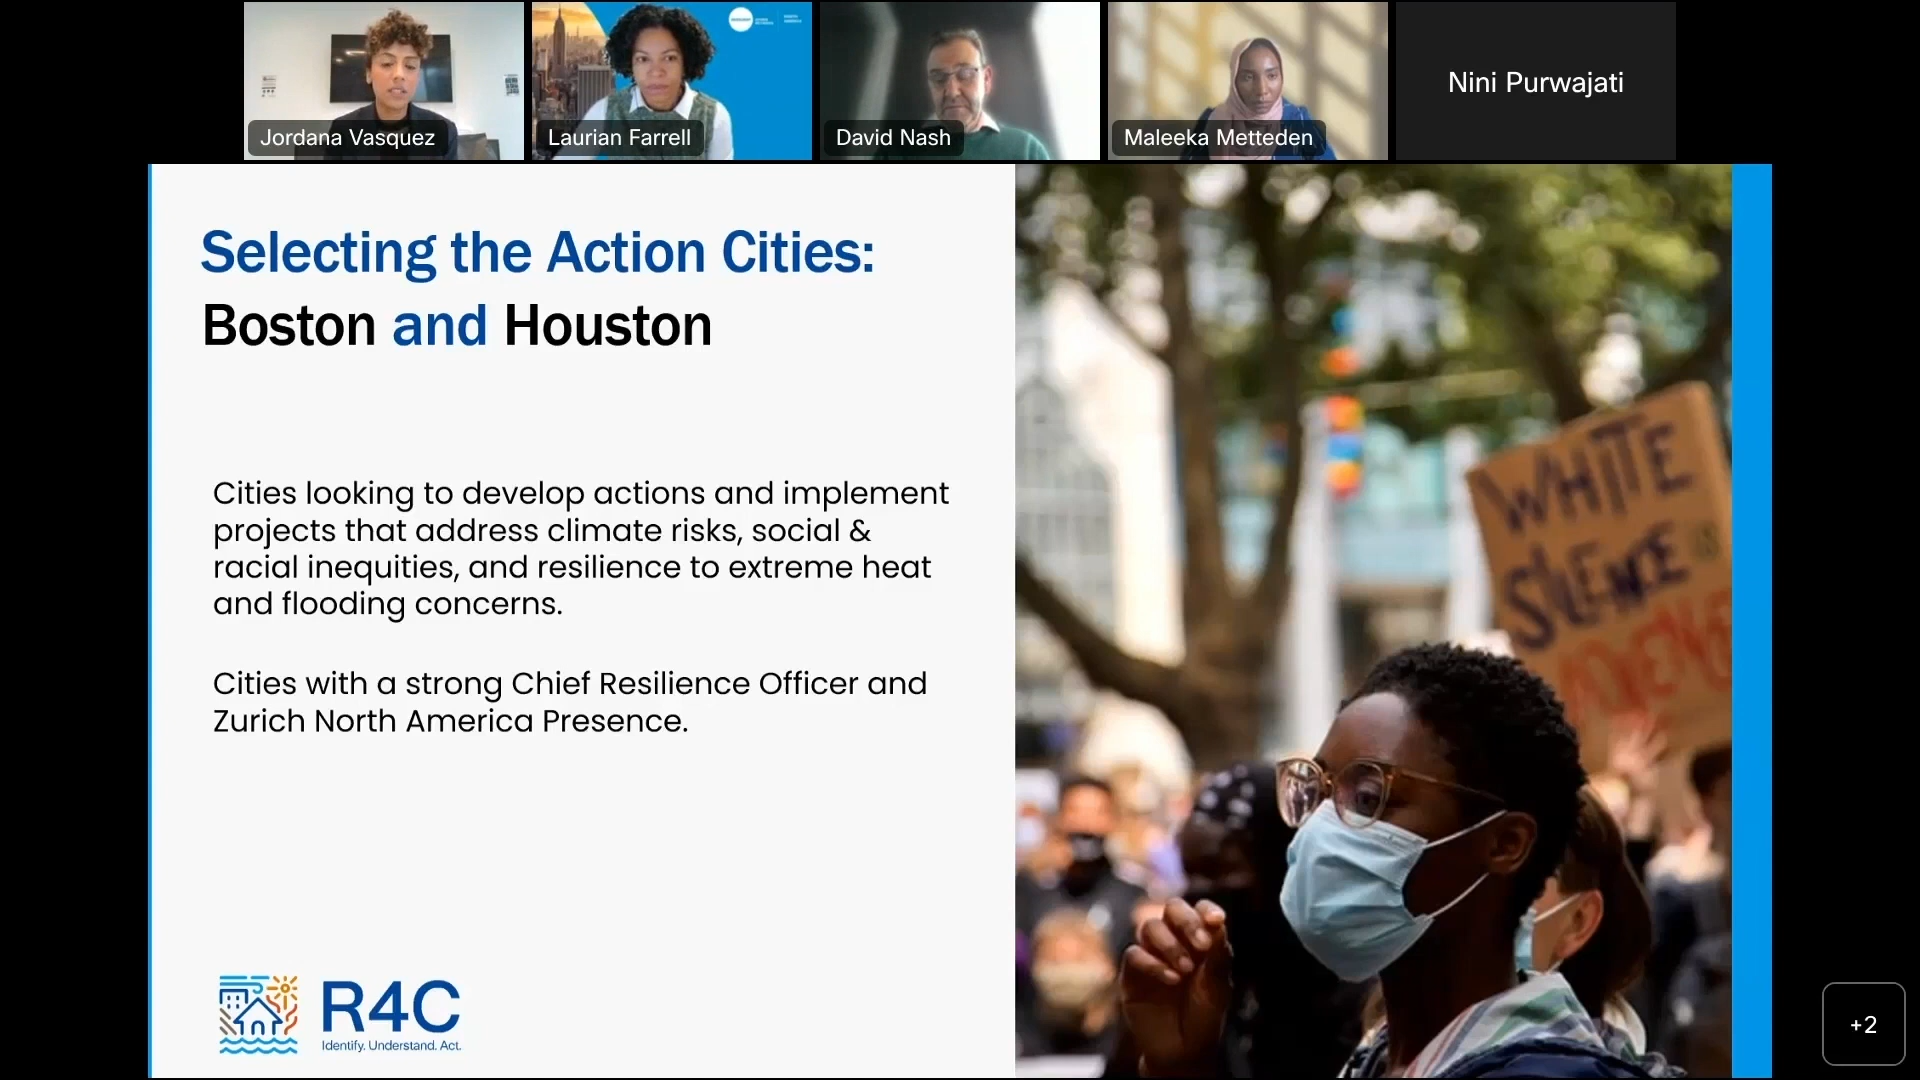 Jordana Vasquez
Laurian Farrell
David Nash
Maleeka Metteden
Nini Purwajati
Selecting the Action Cities:
Boston and Houston
Cities looking to develop actions and implement
projects that address climate risks, social &
racial inequities, and resilience to extreme heat
and flooding concerns.
Cities with a strong Chief Resilience Officer and
Zurich North America Presence.
WHITE
SILENCE IS
R4C
Identify. Understand. Act.
+2